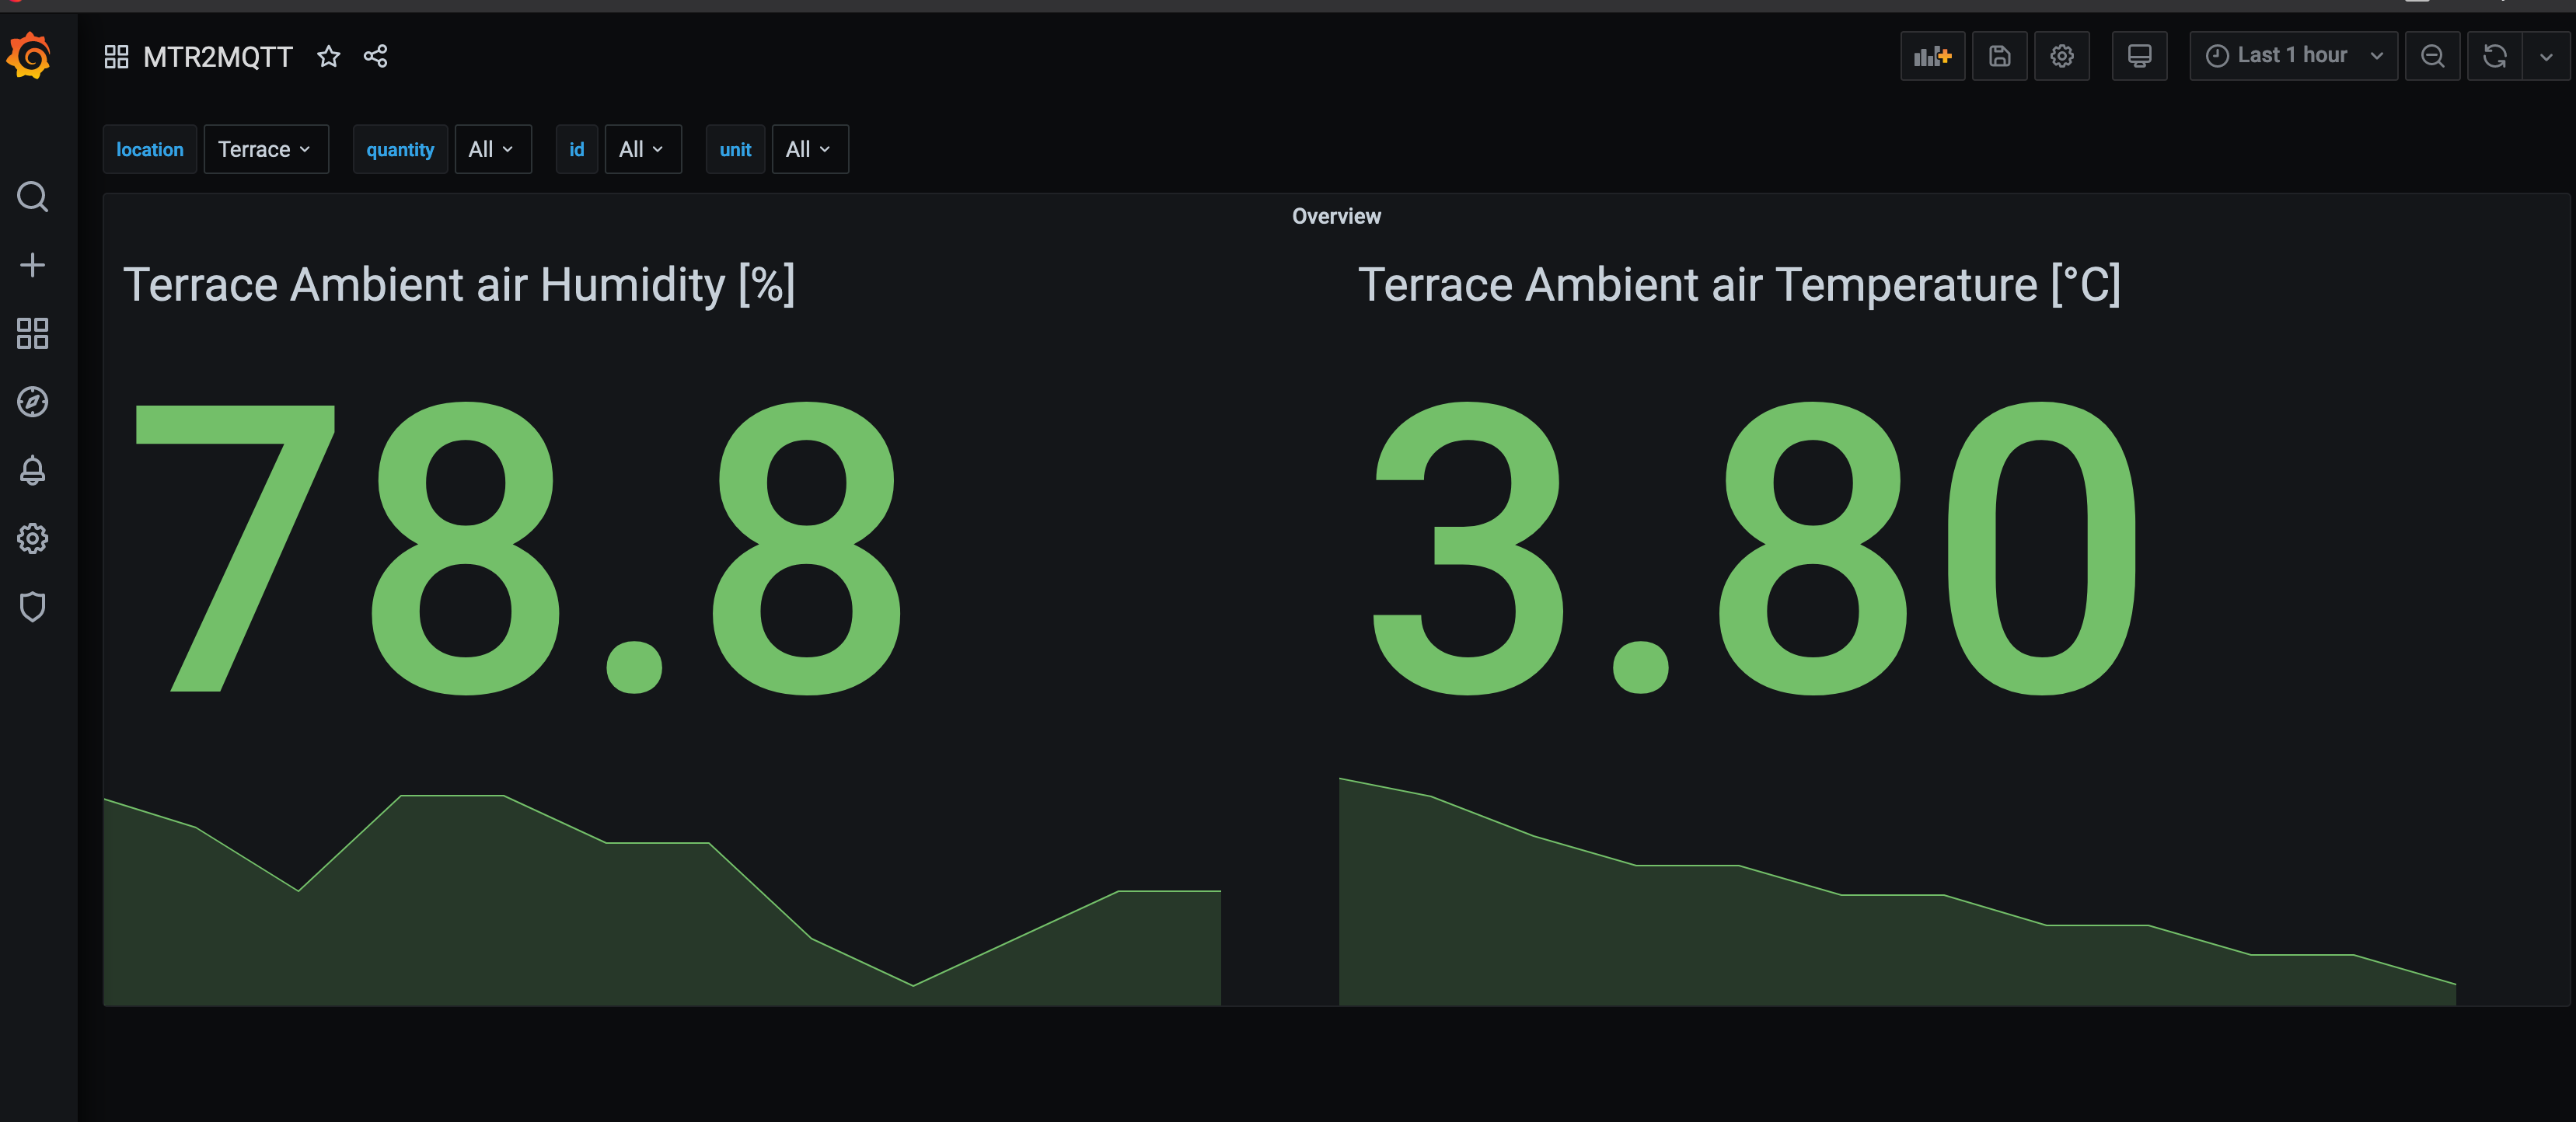 MTR2MQTT
Last 1 hour
location Terrace quantity All id All unit All
Overview
Terrace Ambient air Humidity [%]
Terrace Ambient air Temperature [°C]
78.8
3.80